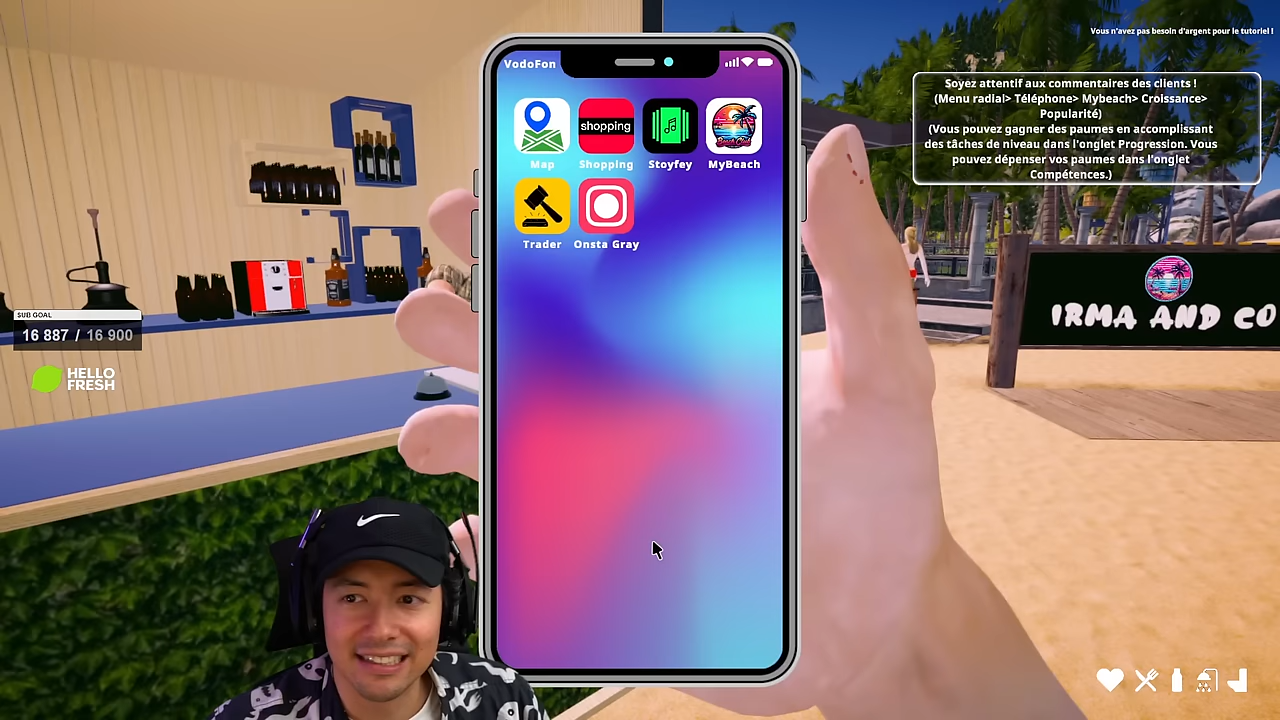 Vous n'avez pas besoin d'argent pour le tutoriel !
VodoFon
Soyez attentif aux commentaires des clients !
(Menu radial> Téléphone> Mybeach> Croissance>
Popularité)
(Vous pouvez gagner des paumes en accomplissant
des tâches de niveau dans l'onglet Progression. Vous
pouvez dépenser vos paumes dans l'onglet
Compétences.)
shopping
Map
Shopping
Stoyfey
MyBeach
Trader
Onsta Gray
SUB GOAL
16 887 / 16 900
HELLO
FRESH
IRMA AND CO